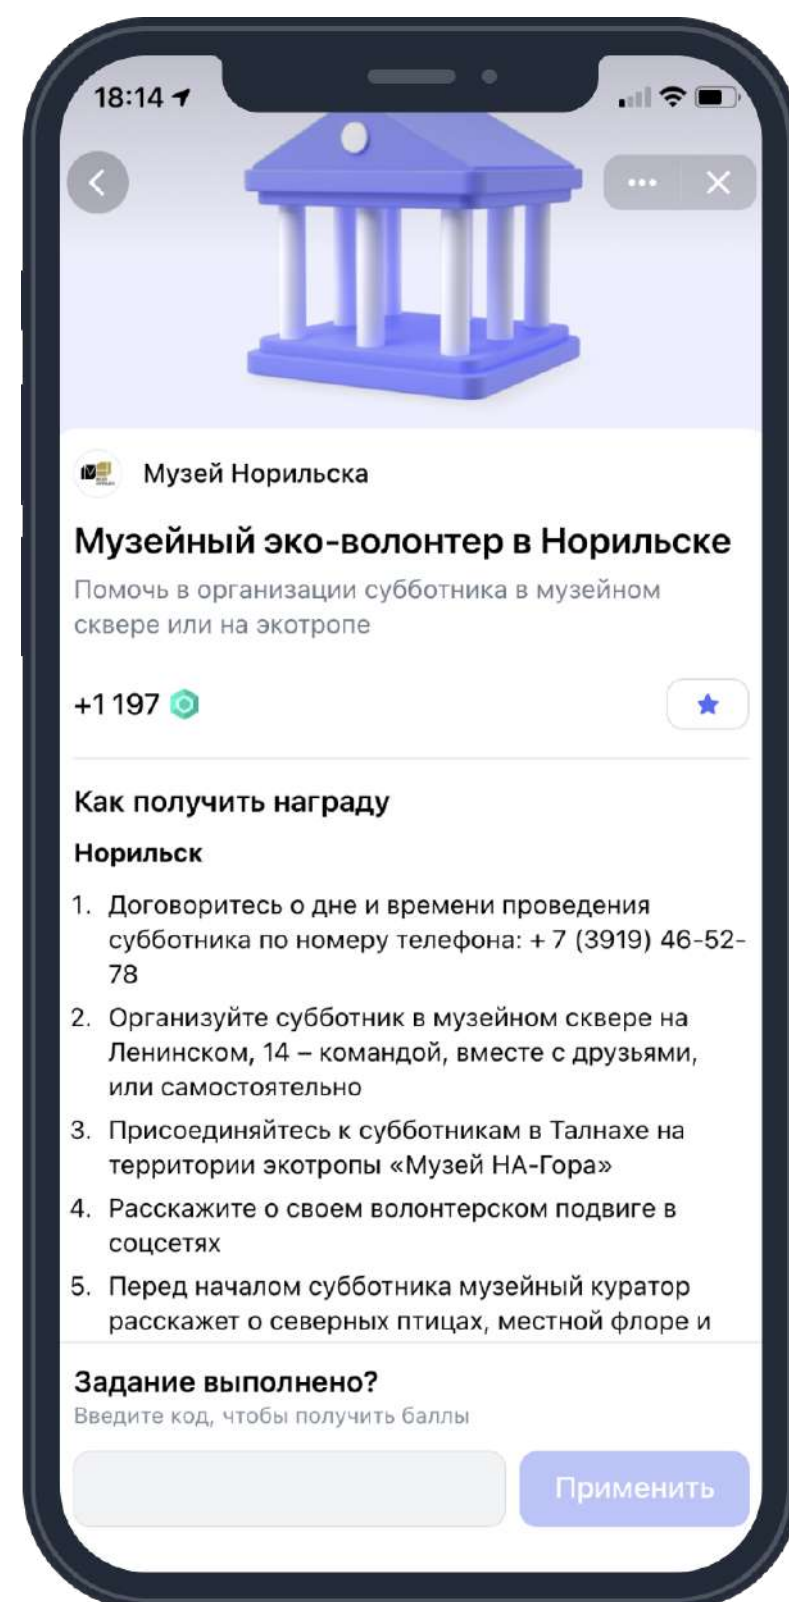 18:14
Музей Норильска
Музейный эко-волонтер в Норильске
Помочь в организации субботника в музейном
сквере или на экотропе
+1 197
Как получить награду
Норильск
1. Договоритесь о дне и времени проведения
субботника по номеру телефона: + 7 (3919) 46-52-
78
2. Организуйте субботник в музейном сквере на
Ленинском, 14 – командой, вместе с друзьями,
или самостоятельно
3. Присоединяйтесь к субботникам в Талнахе на
территории экотропы «Музей НА-Гора»
4. Расскажите о своем волонтерском подвиге в
соцсетях
5. Перед началом субботника музейный куратор
расскажет о северных птицах, местной флоре и
Задание выполнено?
Введите код, чтобы получить баллы
Применить